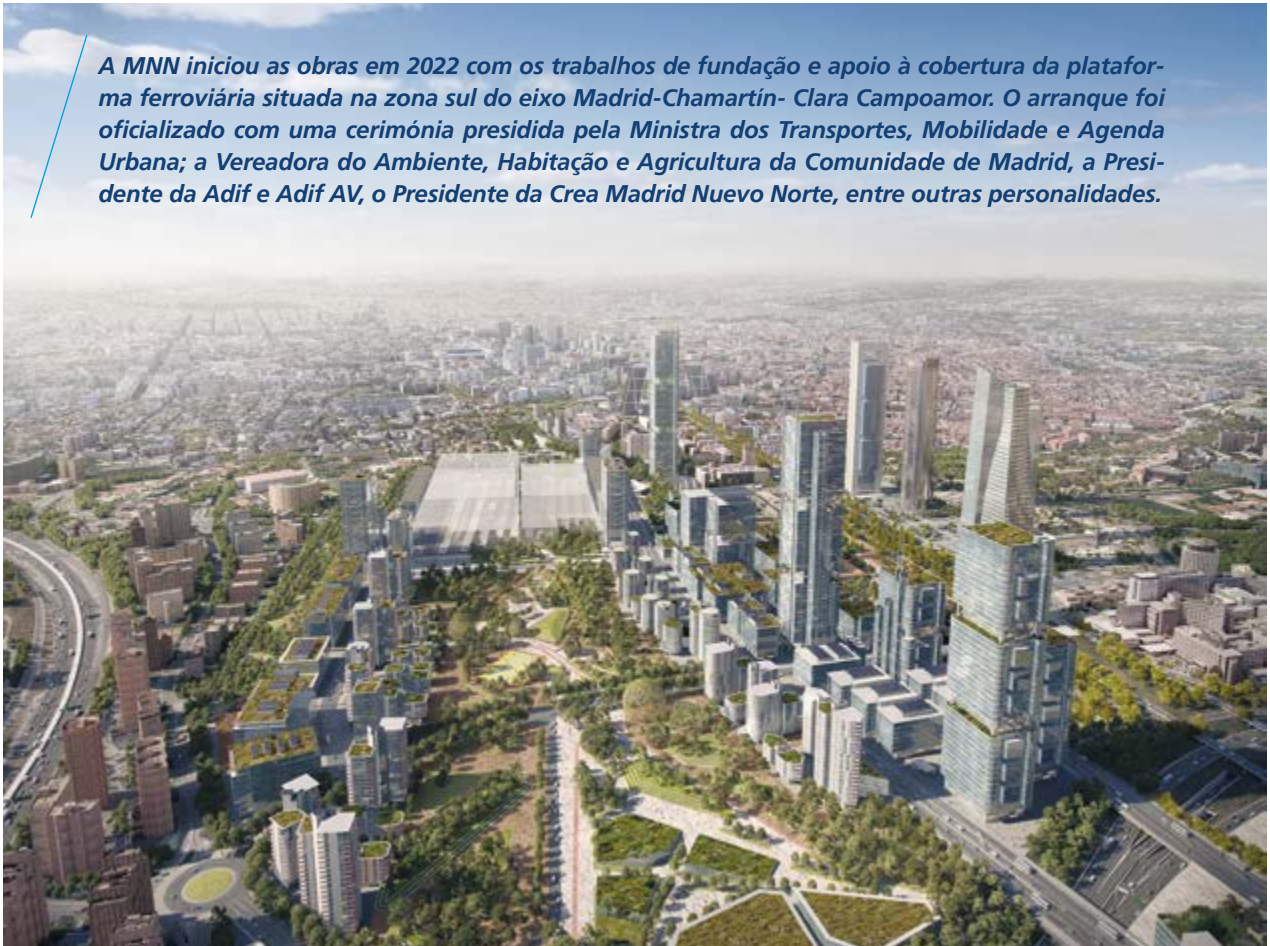 A MNN iniciou as obras em 2022 com os trabalhos de fundação e apoio à cobertura da platafor-
ma ferroviária situada na zona sul do eixo Madrid-Chamartín- Clara Campoamor. O arranque foi
oficializado com uma cerimónia presidida pela Ministra dos Transportes, Mobilidade e Agenda
Urbana; a Vereadora do Ambiente, Habitação e Agricultura da Comunidade de Madrid, a Presi-
dente da Adif e Adif AV, o Presidente da Crea Madrid Nuevo Norte, entre outras personalidades.